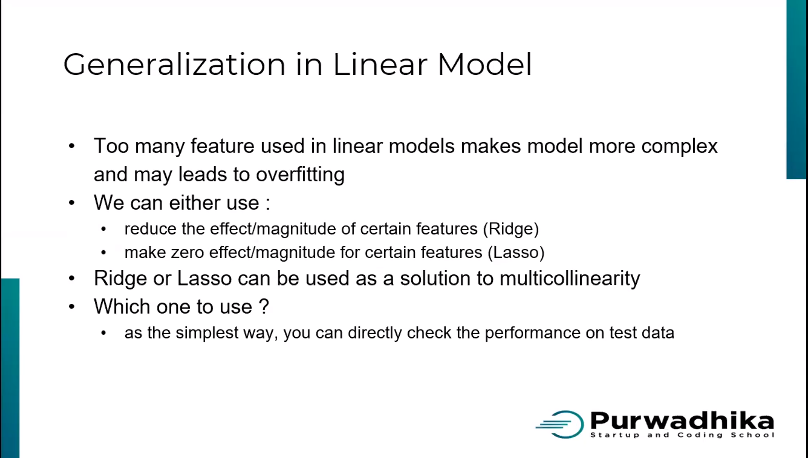 Generalization in Linear Model
• Too many feature used in linear models makes model more complex
and may leads to overfitting
• We can either use :
• reduce the effect/magnitude of certain features (Ridge)
• make zero effect/magnitude for certain features (Lasso)
• Ridge or Lasso can be used as a solution to multicollinearity
• Which one to use ?
• as the simplest way, you can directly check the performance on test data
Purwadhika
Startup and Coding School